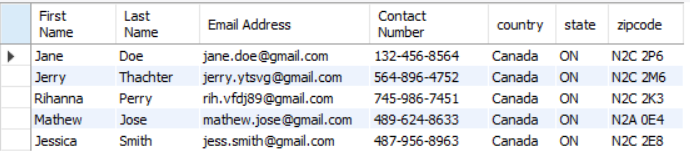 First Name Last Name Email Address Contact Number country state zipcode
Jane Doe jane.doe@gmail.com 132-456-8564 Canada ON N2C 2P6
Jerry Thachter jerry.ytsvg@gmail.com 564-896-4752 Canada ON N2C 2M6
Rihanna Perry rih.vfdj89@gmail.com 745-986-7451 Canada ON N2C 2K3
Mathew Jose mathew.jose@gmail.com 489-624-8633 Canada ON N2A 0E4
Jessica Smith jess.smith@gmail.com 487-956-8963 Canada ON N2C 2E8